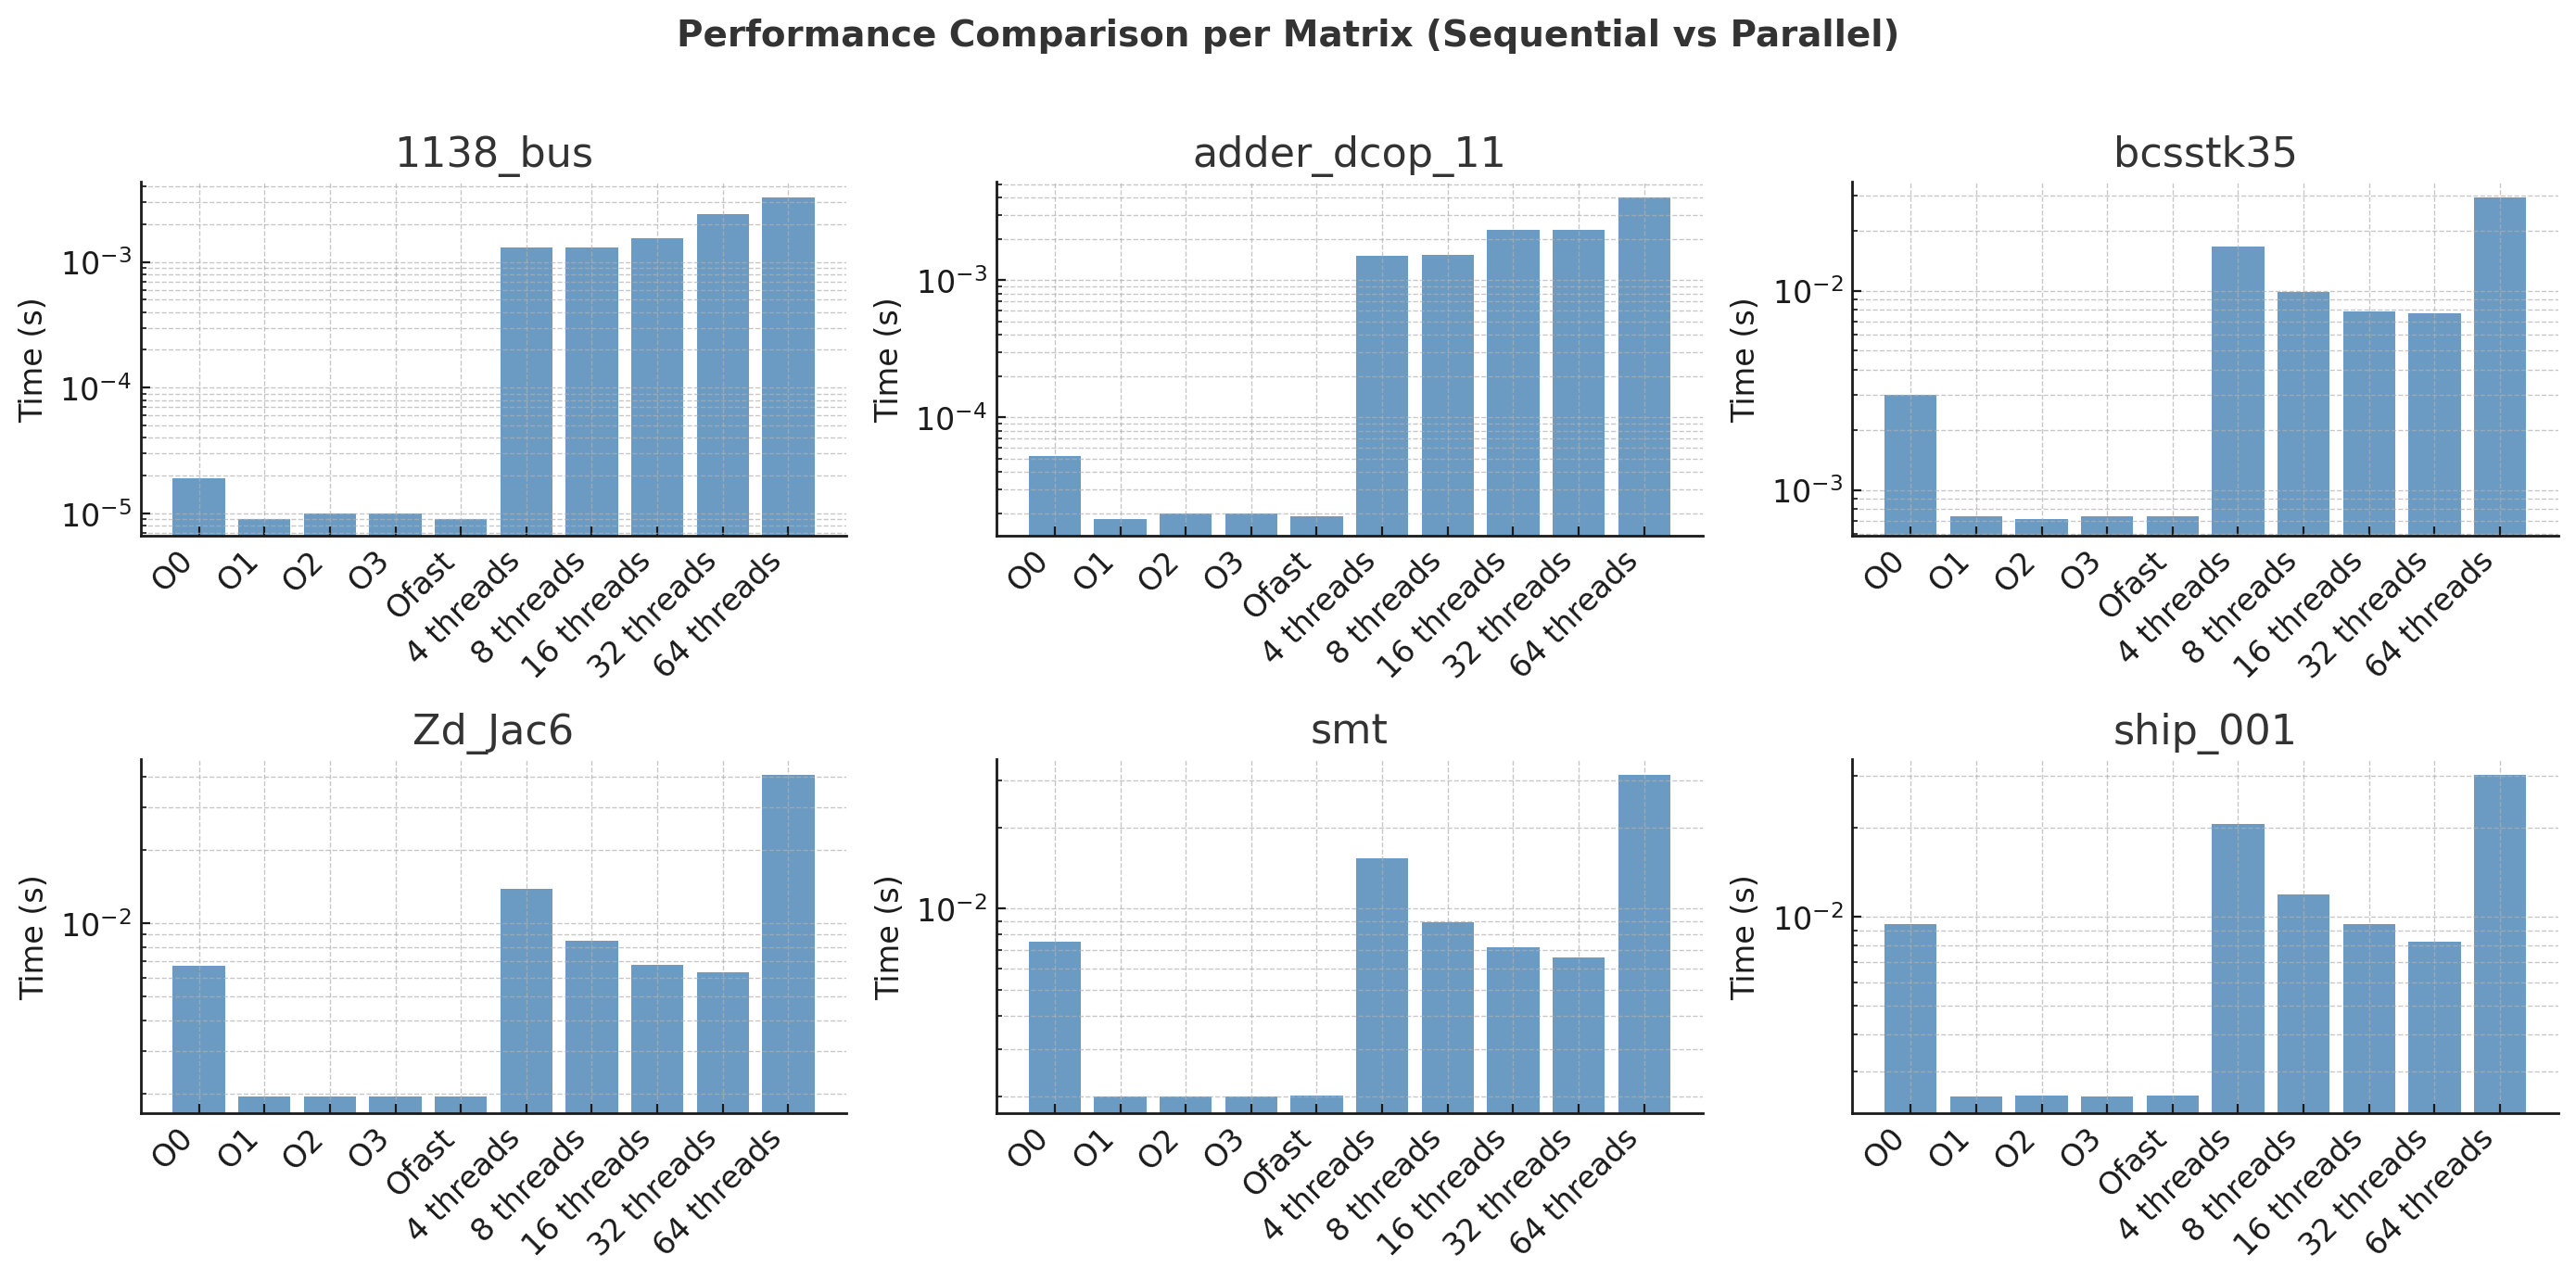 Performance Comparison per Matrix (Sequential vs Parallel)
1138_bus
Time (s)
10⁻³
10⁻⁴
10⁻⁵
O0
O1
O2
O3
Ofast
4 threads
8 threads
16 threads
32 threads
64 threads
adder_dcop_11
Time (s)
10⁻³
10⁻⁴
O0
O1
O2
O3
Ofast
4 threads
8 threads
16 threads
32 threads
64 threads
bcsstk35
Time (s)
10⁻²
10⁻³
O0
O1
O2
O3
Ofast
4 threads
8 threads
16 threads
32 threads
64 threads
Zd_Jac6
Time (s)
10⁻²
O0
O1
O2
O3
Ofast
4 threads
8 threads
16 threads
32 threads
64 threads
smt
Time (s)
10⁻²
O0
O1
O2
O3
Ofast
4 threads
8 threads
16 threads
32 threads
64 threads
ship_001
Time (s)
10⁻²
O0
O1
O2
O3
Ofast
4 threads
8 threads
16 threads
32 threads
64 threads